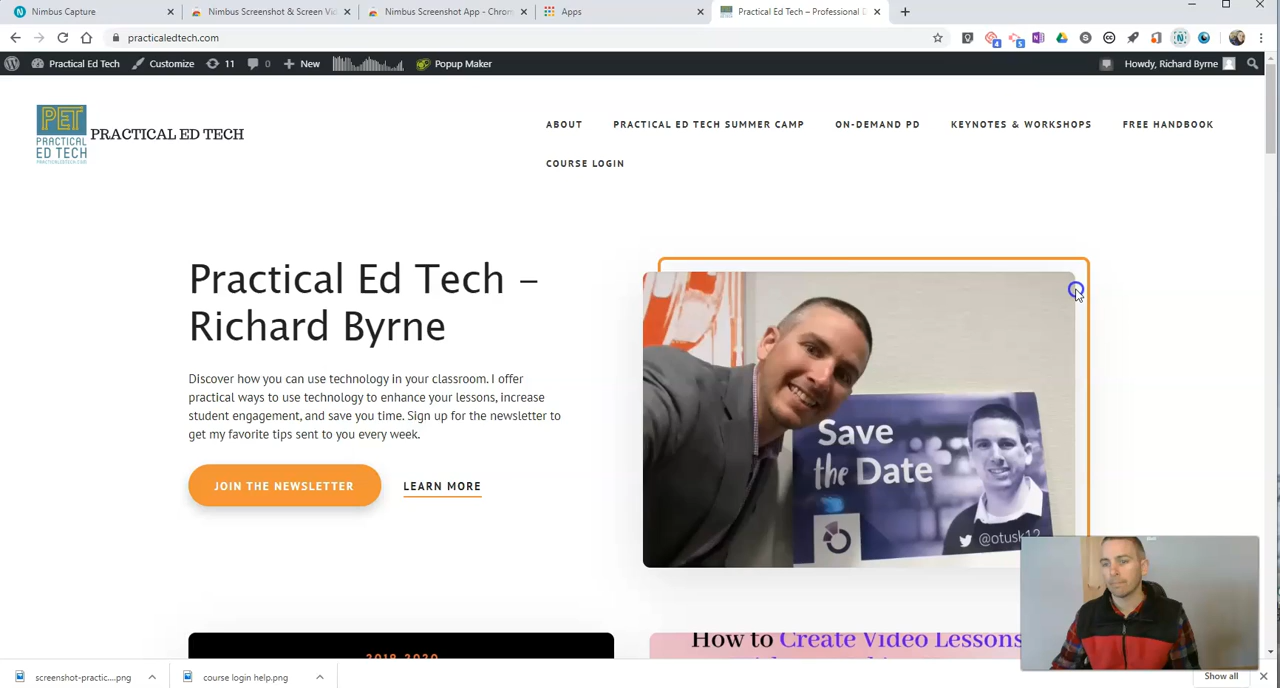 Nimbus Capture
Nimbus Screenshot & Screen Vid
Nimbus Screenshot App - Chrom
Apps
Practical Ed Tech – Professional D
practicaledtech.com
Practical Ed Tech
Customize
11
0
New
Popup Maker
Howdy, Richard Byrne
PET
PRACTICAL
ED TECH
PRACTICAL ED TECH
ABOUT
PRACTICAL ED TECH SUMMER CAMP
ON-DEMAND PD
KEYNOTES & WORKSHOPS
FREE HANDBOOK
COURSE LOGIN
Practical Ed Tech –
Richard Byrne
Discover how you can use technology in your classroom. I offer
practical ways to use technology to enhance your lessons, increase
student engagement, and save you time. Sign up for the newsletter to
get my favorite tips sent to you every week.
JOIN THE NEWSLETTER
LEARN MORE
Save
the Date
@otusk12
2018-2020
How to Create Video Lessons
screenshot-practic....png
course login help.png
Show all